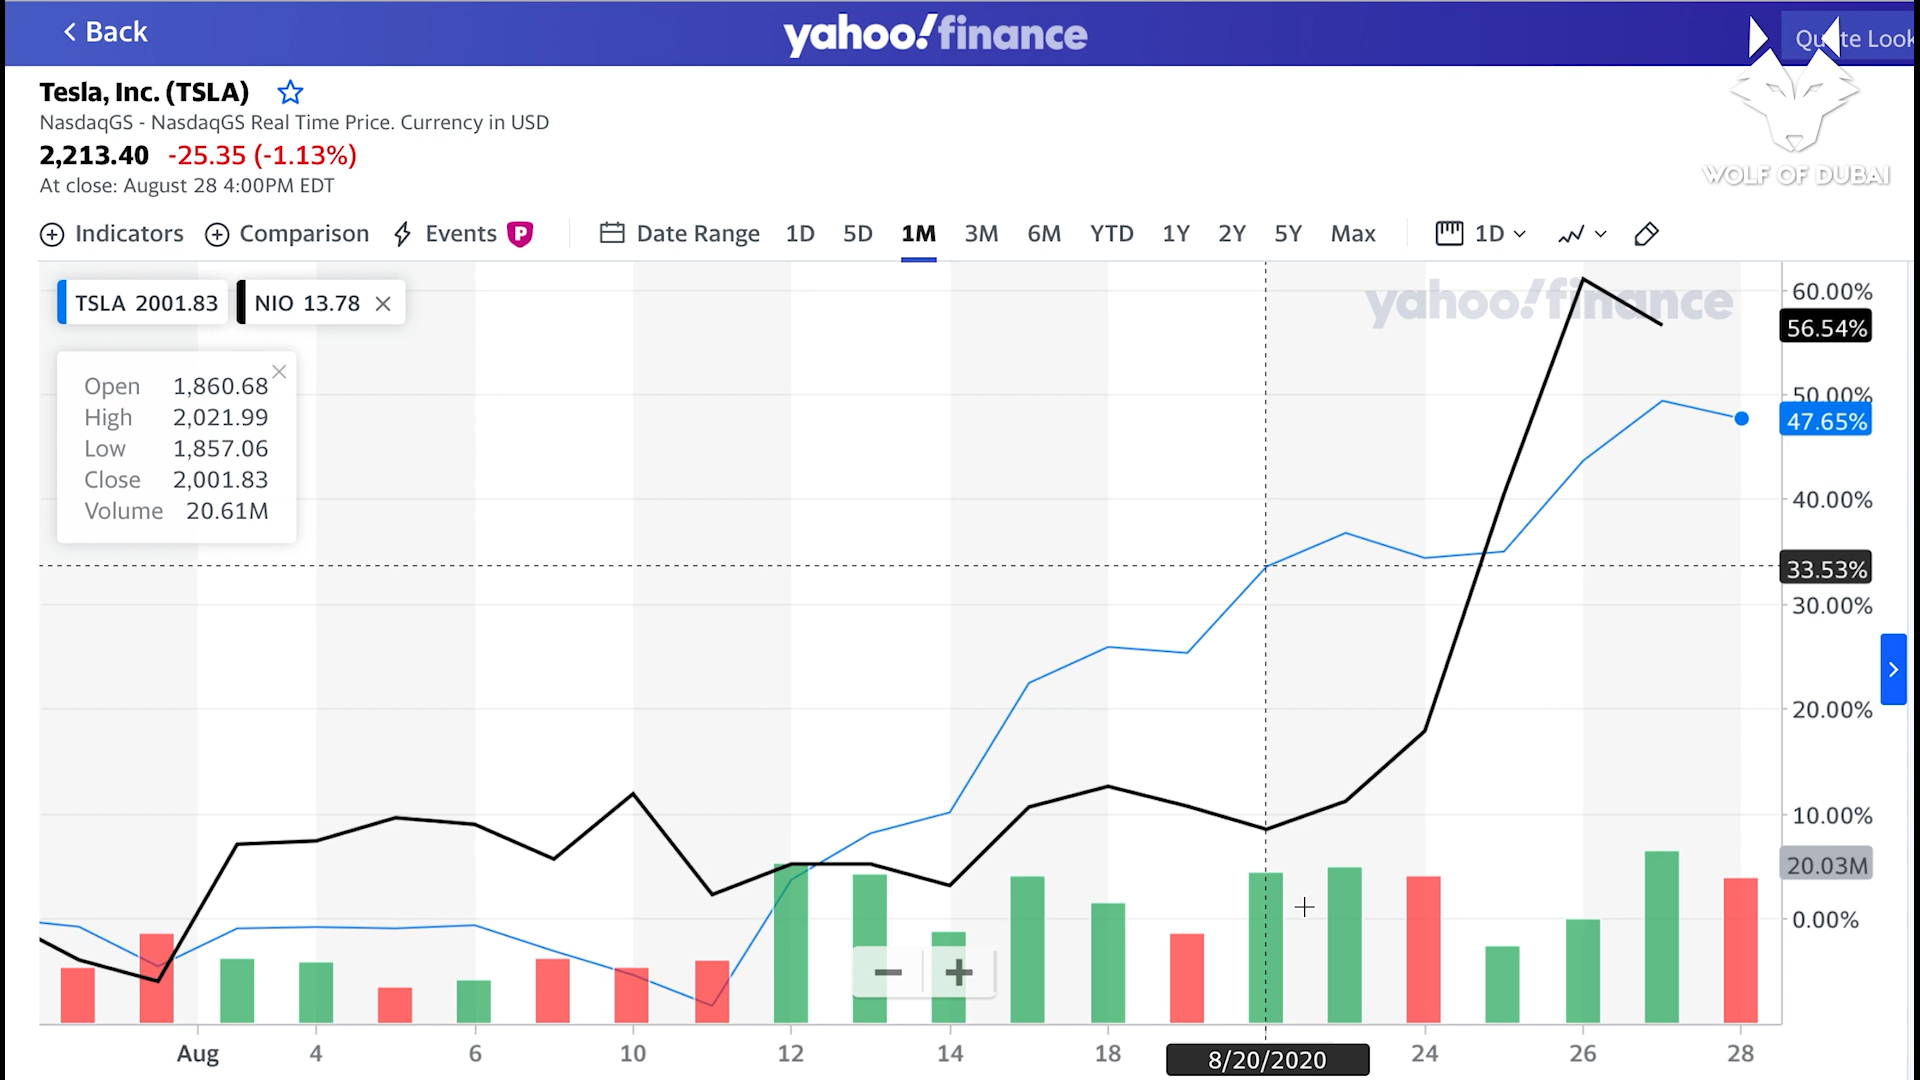 Back
yahoo!finance
Tesla, Inc. (TSLA)
NasdaqGS - NasdaqGS Real Time Price. Currency in USD
2,213.40 -25.35 (-1.13%)
At close: August 28 4:00PM EDT
WOLF OF DUBAI
Indicators Comparison Events P Date Range 1D 5D 1M 3M 6M YTD 1Y 2Y 5Y Max 1D
TSLA 2001.83 NIO 13.78
yahoo!finance
Open 1,860.68
High 2,021.99
Low 1,857.06
Close 2,001.83
Volume 20.61M
60.00%
56.54%
50.00%
47.65%
40.00%
33.53%
30.00%
20.00%
10.00%
20.03M
0.00%
Aug 4 6 10 12 14 18 8/20/2020 24 26 28